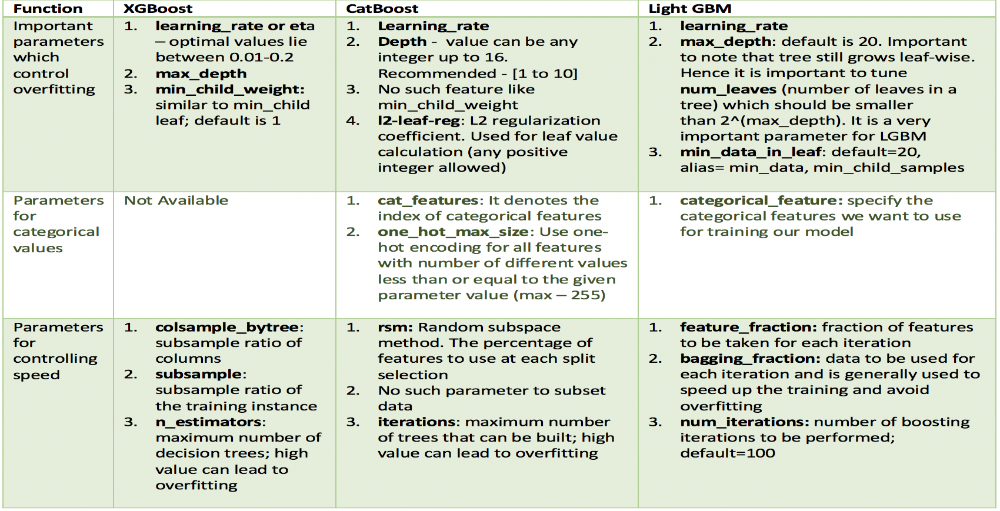 Function
XGBoost
CatBoost
Light GBM
Important
parameters
which
control
overfitting
1. learning_rate or eta
– optimal values lie
between 0.01-0.2
2. max_depth
3. min_child_weight:
similar to min_child
leaf; default is 1
1. Learning_rate
2. Depth - value can be any
integer up to 16.
Recommended - [1 to 10]
3. No such feature like
min_child_weight
4. l2-leaf-reg: L2 regularization
coefficient. Used for leaf value
calculation (any positive
integer allowed)
1. learning_rate
2. max_depth: default is 20. Important
to note that tree still grows leaf-wise.
Hence it is important to tune
num_leaves (number of leaves in a
tree) which should be smaller
than 2^(max_depth). It is a very
important parameter for LGBM
3. min_data_in_leaf: default=20,
alias= min_data, min_child_samples
Parameters
for
categorical
values
Not Available
1. cat_features: It denotes the
index of categorical features
2. one_hot_max_size: Use one-
hot encoding for all features
with number of different values
less than or equal to the given
parameter value (max – 255)
1. categorical_feature: specify the
categorical features we want to use
for training our model
Parameters
for
controlling
speed
1. colsample_bytree:
subsample ratio of
columns
2. subsample:
subsample ratio of
the training instance
3. n_estimators:
maximum number of
decision trees; high
value can lead to
overfitting
1. rsm: Random subspace
method. The percentage of
features to use at each split
selection
2. No such parameter to subset
data
3. iterations: maximum number
of trees that can be built; high
value can lead to overfitting
1. feature_fraction: fraction of features
to be taken for each iteration
2. bagging_fraction: data to be used for
each iteration and is generally used to
speed up the training and avoid
overfitting
3. num_iterations: number of boosting
iterations to be performed;
default=100